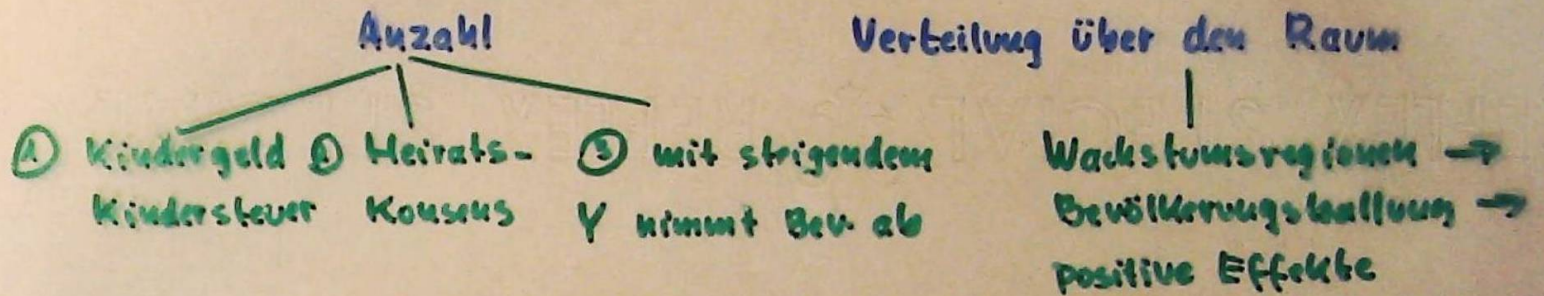 Anzahl
Verteilung über den Raum
① Kindergeld ② Heirats-
Kindersteuer Konsens
③ mit strigendem
Y nimmt Bev. ab
Wachstumsregionen →
Bevölkerungsballung →
positive Effekte